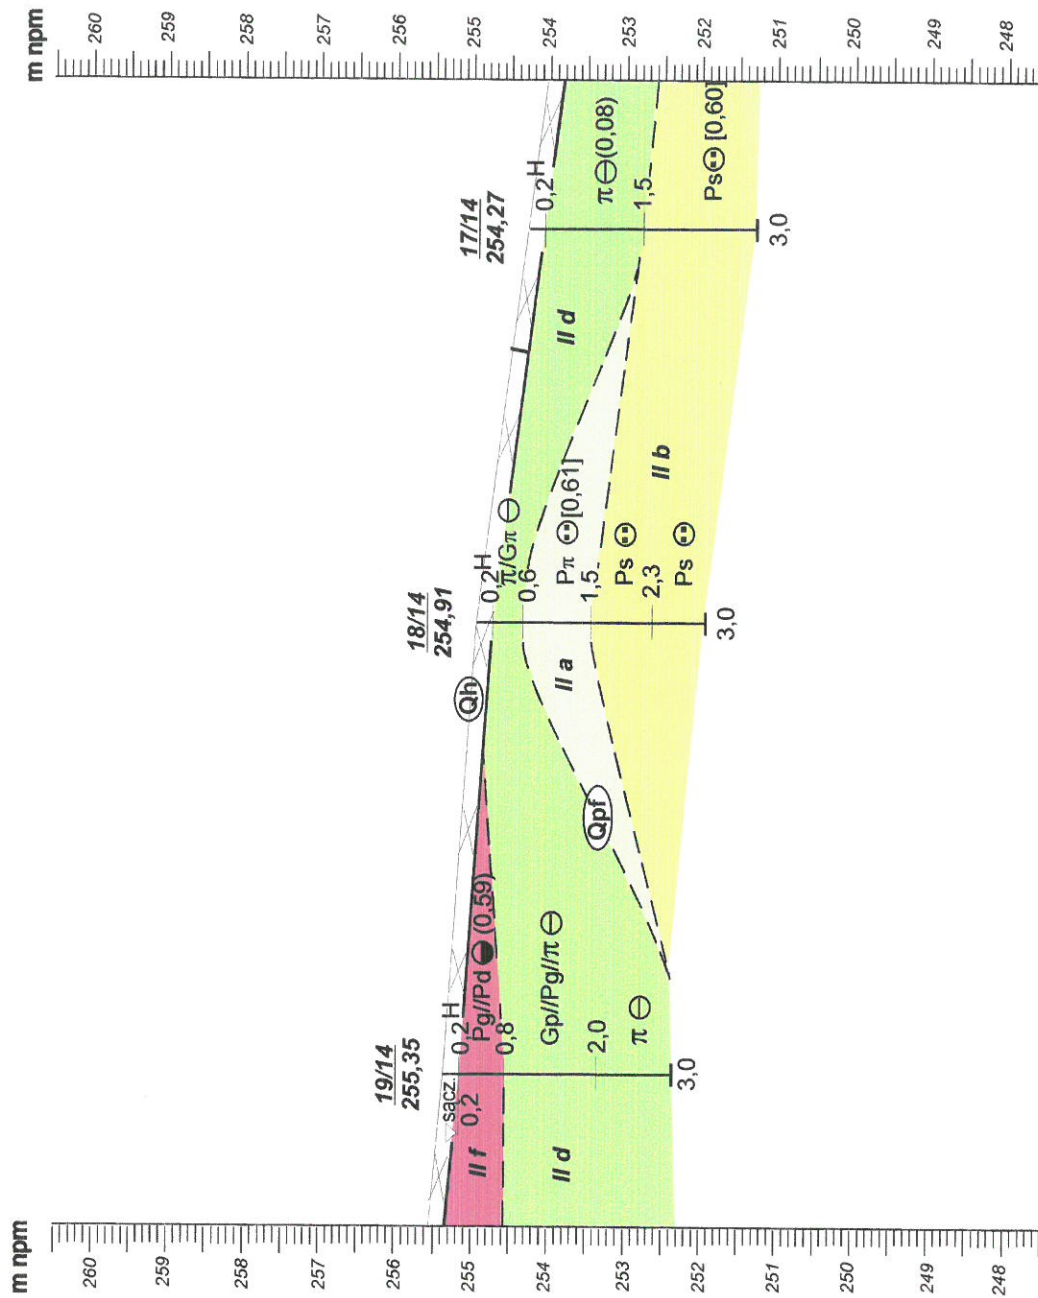 m npm
260
259
258
257
256
255
254
253
252
251
250
249
248
19/14
255,35
sącz.
0,2
0,2 H
Pg//Pd (0,59)
0,8
Gp//Pg//π
2,0
π
3,0
II f
II d
Qh
Qpf
18/14
254,91
0,2 H
π/Gπ
0,6
Pπ [0,61]
1,5
Ps
2,3
Ps
3,0
II a
II b
II d
17/14
254,27
0,2 H
π (0,08)
1,5
Ps [0,60]
3,0
m npm
260
259
258
257
256
255
254
253
252
251
250
249
248